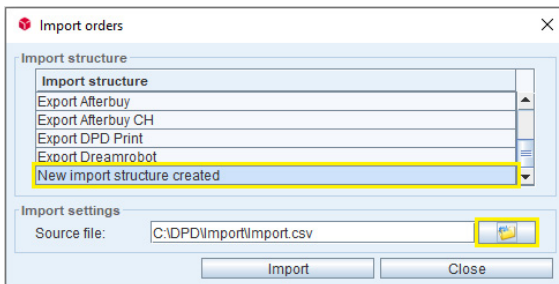 Import orders
Import structure
Import structure
Export Afterbuy
Export Afterbuy CH
Export DPD Print
Export Dreamrobot
New import structure created
Import settings
Source file: C:\DPD\Import\Import.csv
Import Close